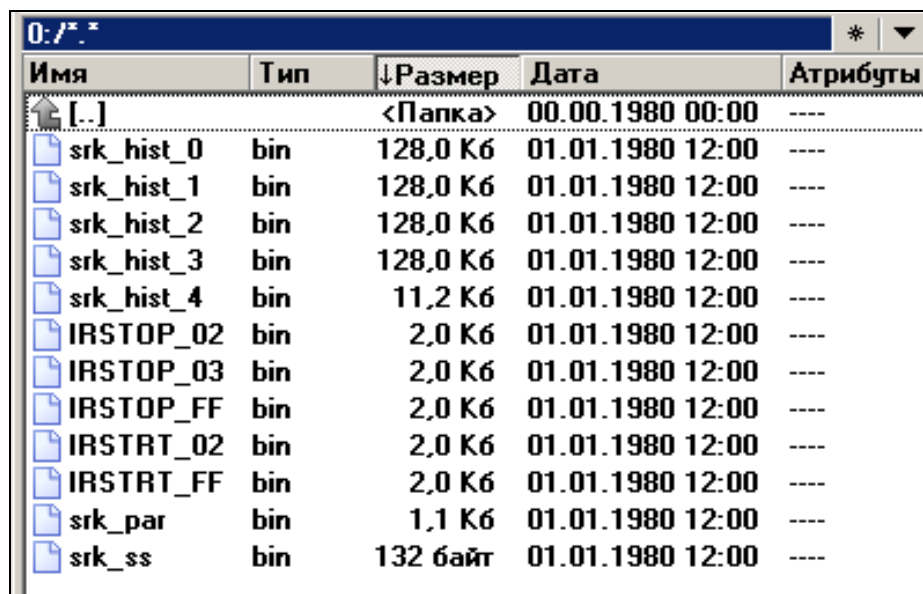 0:/*.* * ▼
Имя Тип ↓Размер Дата Атрибуты
[..] <Папка> 00.00.1980 00:00 ----
srk_hist_0 bin 128,0 Кб 01.01.1980 12:00 ----
srk_hist_1 bin 128,0 Кб 01.01.1980 12:00 ----
srk_hist_2 bin 128,0 Кб 01.01.1980 12:00 ----
srk_hist_3 bin 128,0 Кб 01.01.1980 12:00 ----
srk_hist_4 bin 11,2 Кб 01.01.1980 12:00 ----
IRSTOP_02 bin 2,0 Кб 01.01.1980 12:00 ----
IRSTOP_03 bin 2,0 Кб 01.01.1980 12:00 ----
IRSTOP_FF bin 2,0 Кб 01.01.1980 12:00 ----
IRSTRT_02 bin 2,0 Кб 01.01.1980 12:00 ----
IRSTRT_FF bin 2,0 Кб 01.01.1980 12:00 ----
srk_par bin 1,1 Кб 01.01.1980 12:00 ----
srk_ss bin 132 байт 01.01.1980 12:00 ----